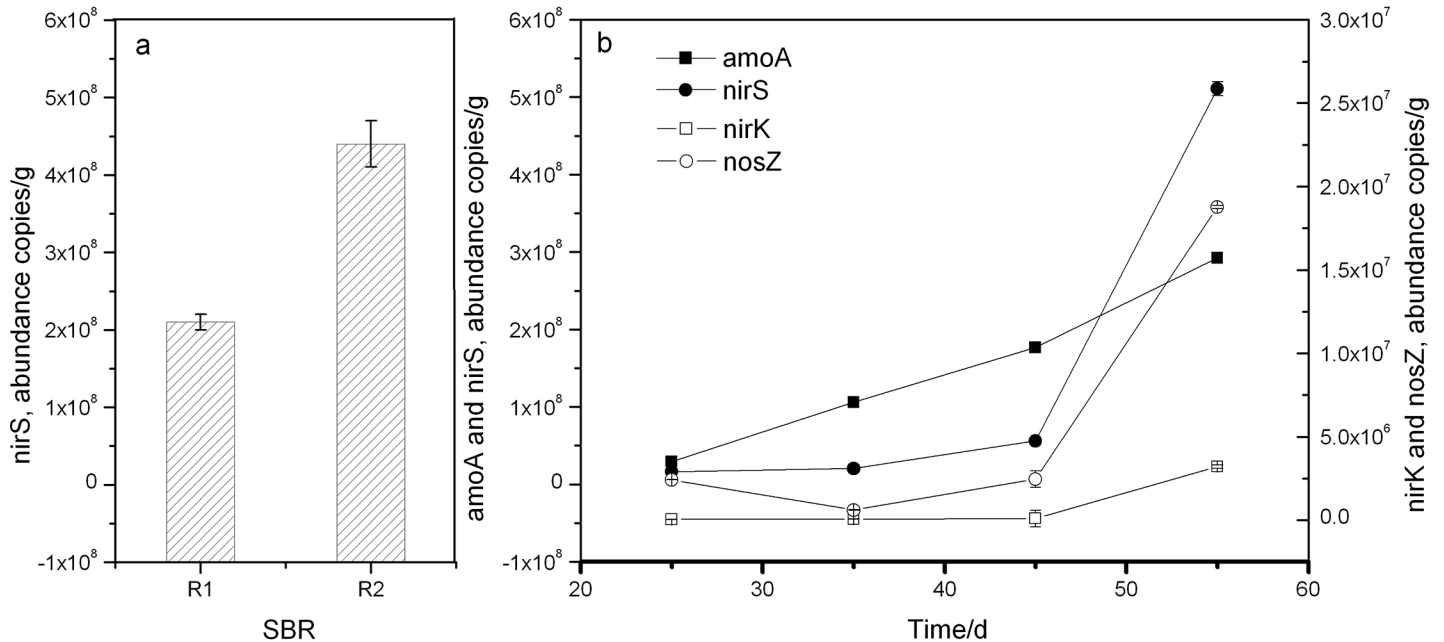 a
nirS, abundance copies/g
6x10⁸
5x10⁸
4x10⁸
3x10⁸
2x10⁸
1x10⁸
0
-1x10⁸
R1 R2
SBR
b
amoA and nirS, abundance copies/g
6x10⁸
5x10⁸
4x10⁸
3x10⁸
2x10⁸
1x10⁸
0
-1x10⁸
amoA
nirS
nirK
nosZ
20 30 40 50 60
Time/d
3.0x10⁷
2.5x10⁷
2.0x10⁷
1.5x10⁷
1.0x10⁷
5.0x10⁶
0.0
nirK and nosZ, abundance copies/g